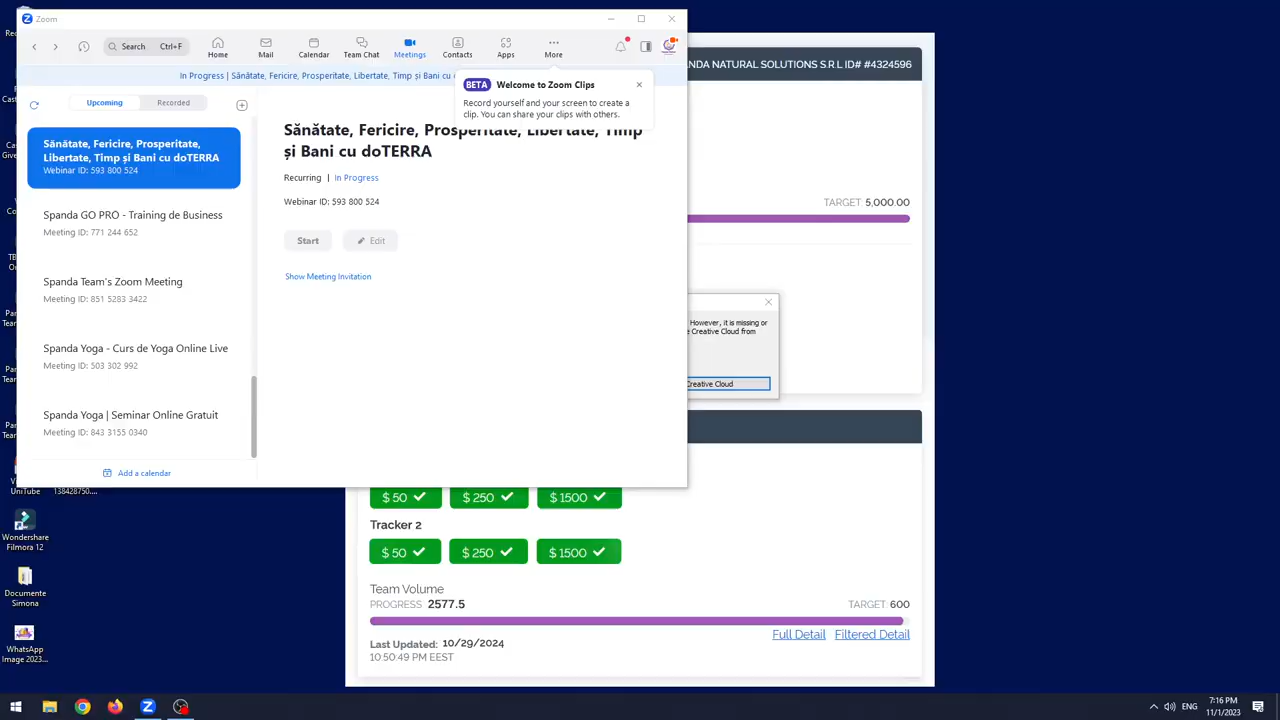 Zoom
Search Ctrl+F
Home
Mail
Calendar
Team Chat
Meetings
Contacts
Apps
More
In Progress | Sănătate, Fericire, Prosperitate, Libertate, Timp și Bani cu
BETA Welcome to Zoom Clips
Record yourself and your screen to create a
clip. You can share your clips with others.
Upcoming
Recorded
Sănătate, Fericire, Prosperitate,
Libertate, Timp și Bani cu doTERRA
Webinar ID: 593 800 524
Spanda GO PRO - Training de Business
Meeting ID: 771 244 652
Spanda Team's Zoom Meeting
Meeting ID: 851 5283 3422
Spanda Yoga - Curs de Yoga Online Live
Meeting ID: 503 302 992
Spanda Yoga | Seminar Online Gratuit
Meeting ID: 843 3155 0340
Add a calendar
Sănătate, Fericire, Prosperitate, Libertate, Timp
și Bani cu doTERRA
Recurring | In Progress
Webinar ID: 593 800 524
Start
Edit
Show Meeting Invitation
NATURAL SOLUTIONS S.R.L ID# #4324596
TARGET 5,000.00
However, it is missing or
Creative Cloud from
Creative Cloud
$ 50 $ 250 $ 1500
Tracker 2
$ 50 $ 250 $ 1500
Team Volume
PROGRESS 2577.5
TARGET 600
Full Detail Filtered Detail
Last Updated: 10/29/2024
10:50:49 PM EEST
UniTube
138428750....
Wondershare
Filmora 12
Documente
Simona
WhatsApp
Image 2023...
ENG
7:16 PM
11/1/2023